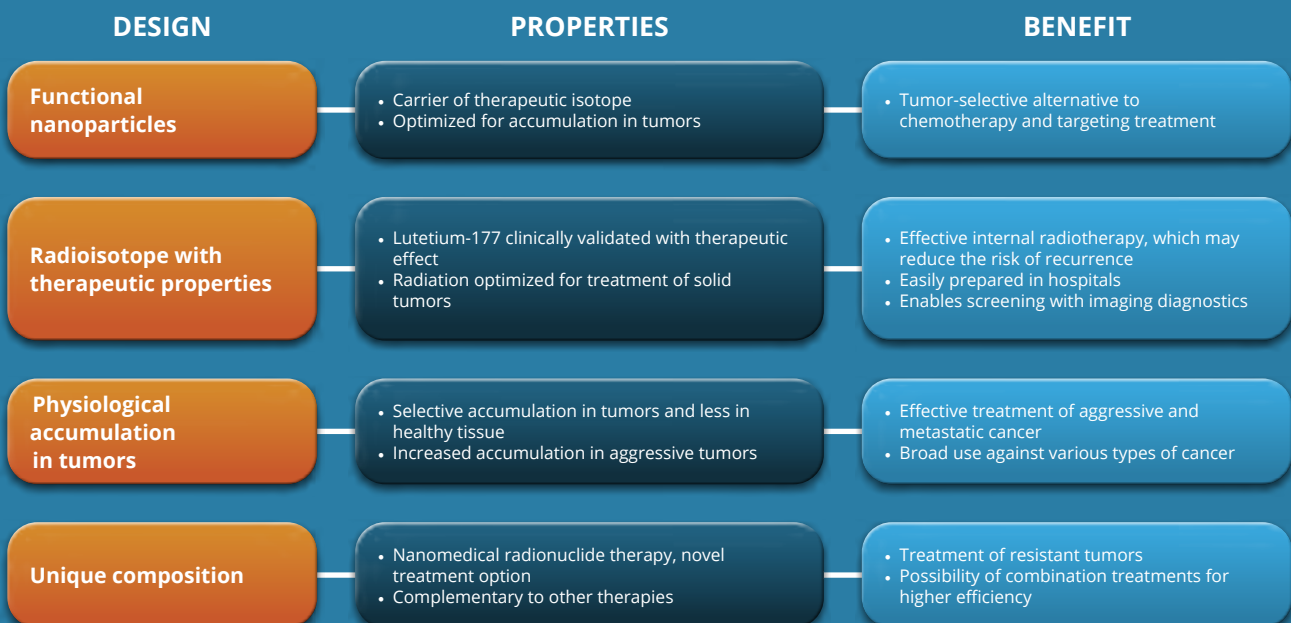 DESIGN
PROPERTIES
BENEFIT
Functional
nanoparticles
• Carrier of therapeutic isotope
• Optimized for accumulation in tumors
• Tumor-selective alternative to
chemotherapy and targeting treatment
Radioisotope with
therapeutic properties
• Lutetium-177 clinically validated with therapeutic
effect
• Radiation optimized for treatment of solid
tumors
• Effective internal radiotherapy, which may
reduce the risk of recurrence
• Easily prepared in hospitals
• Enables screening with imaging diagnostics
Physiological
accumulation
in tumors
• Selective accumulation in tumors and less in
healthy tissue
• Increased accumulation in aggressive tumors
• Effective treatment of aggressive and
metastatic cancer
• Broad use against various types of cancer
Unique composition
• Nanomedical radionuclide therapy, novel
treatment option
• Complementary to other therapies
• Treatment of resistant tumors
• Possibility of combination treatments for
higher efficiency